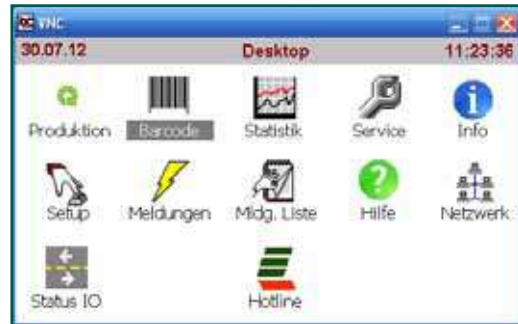 VNC
30.07.12 Desktop 11:23:36
Produktion Barcode Statistik Service Info
Setup Meldungen Midg. Liste Hilfe Netzwerk
Status IO Hotline